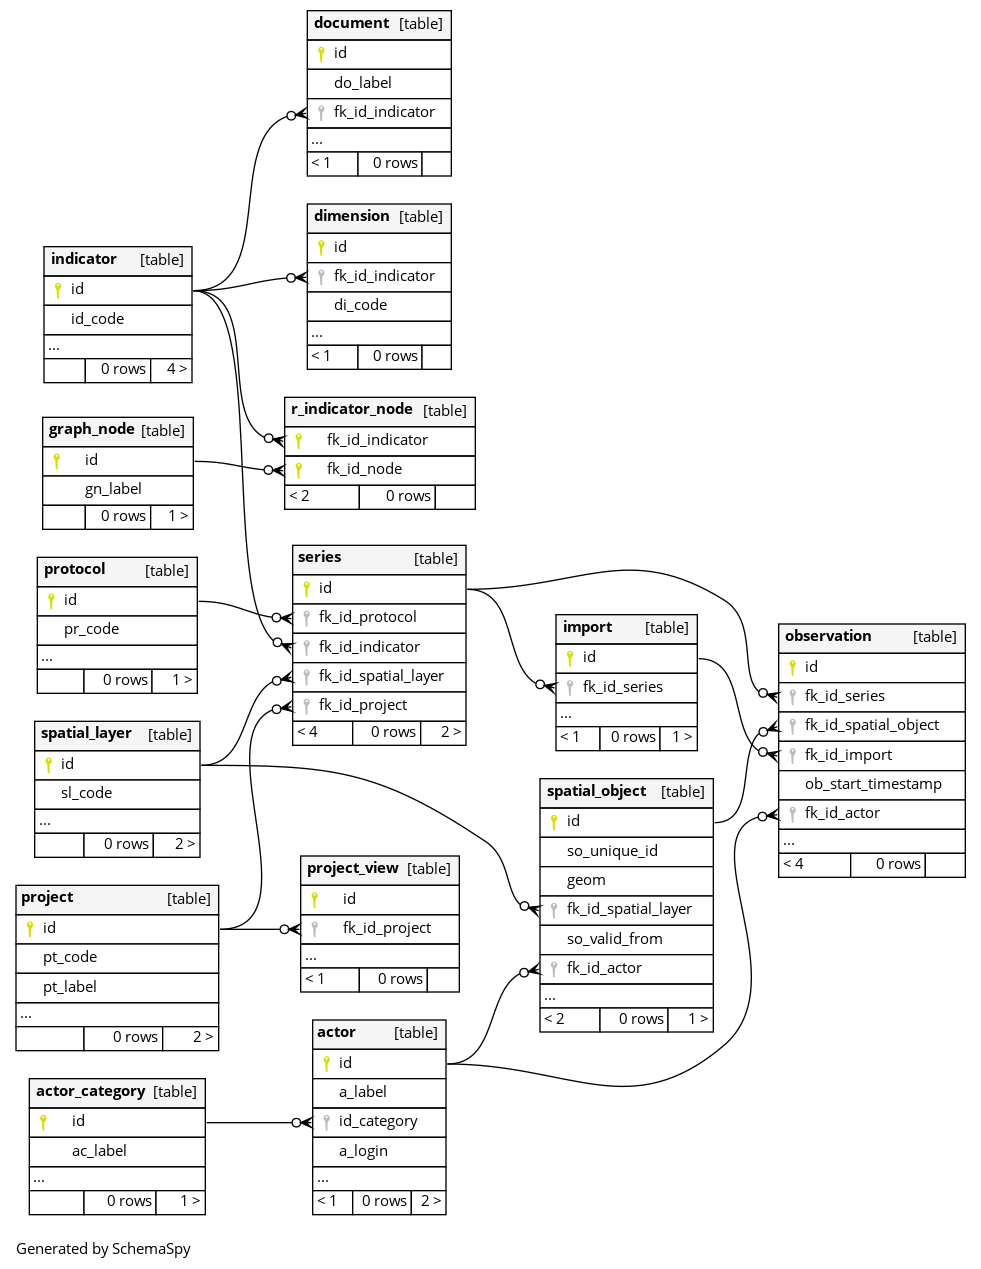 document [table]
id
do_label
fk_id_indicator
...
< 1 0 rows
dimension [table]
id
fk_id_indicator
di_code
...
< 1 0 rows
indicator [table]
id
id_code
...
0 rows 4 >
r_indicator_node [table]
fk_id_indicator
fk_id_node
< 2 0 rows
graph_node [table]
id
gn_label
0 rows 1 >
series [table]
id
fk_id_protocol
fk_id_indicator
fk_id_spatial_layer
fk_id_project
< 4 0 rows 2 >
protocol [table]
id
pr_code
...
0 rows 1 >
import [table]
id
fk_id_series
...
< 1 0 rows 1 >
observation [table]
id
fk_id_series
fk_id_spatial_object
fk_id_import
ob_start_timestamp
fk_id_actor
...
< 4 0 rows
spatial_layer [table]
id
sl_code
...
0 rows 2 >
spatial_object [table]
id
so_unique_id
geom
fk_id_spatial_layer
so_valid_from
fk_id_actor
...
< 2 0 rows 1 >
project_view [table]
id
fk_id_project
...
< 1 0 rows
project [table]
id
pt_code
pt_label
...
0 rows 2 >
actor [table]
id
a_label
id_category
a_login
...
< 1 0 rows 2 >
actor_category [table]
id
ac_label
...
0 rows 1 >
Generated by SchemaSpy